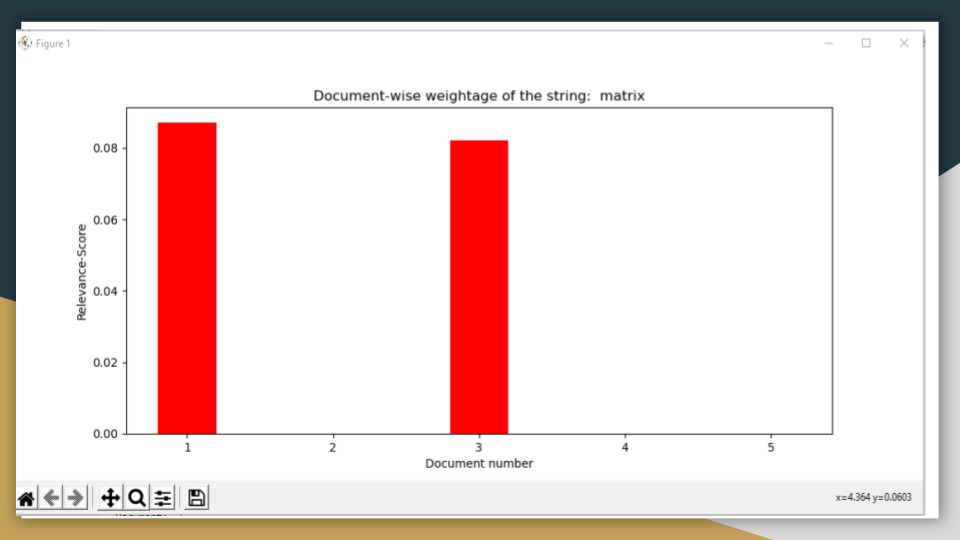 Figure 1
Document-wise weightage of the string:  matrix
0.08
0.06
0.04
0.02
0.00
Relevance-Score
1 2 3 4 5
Document number
x=4.364 y=0.0603